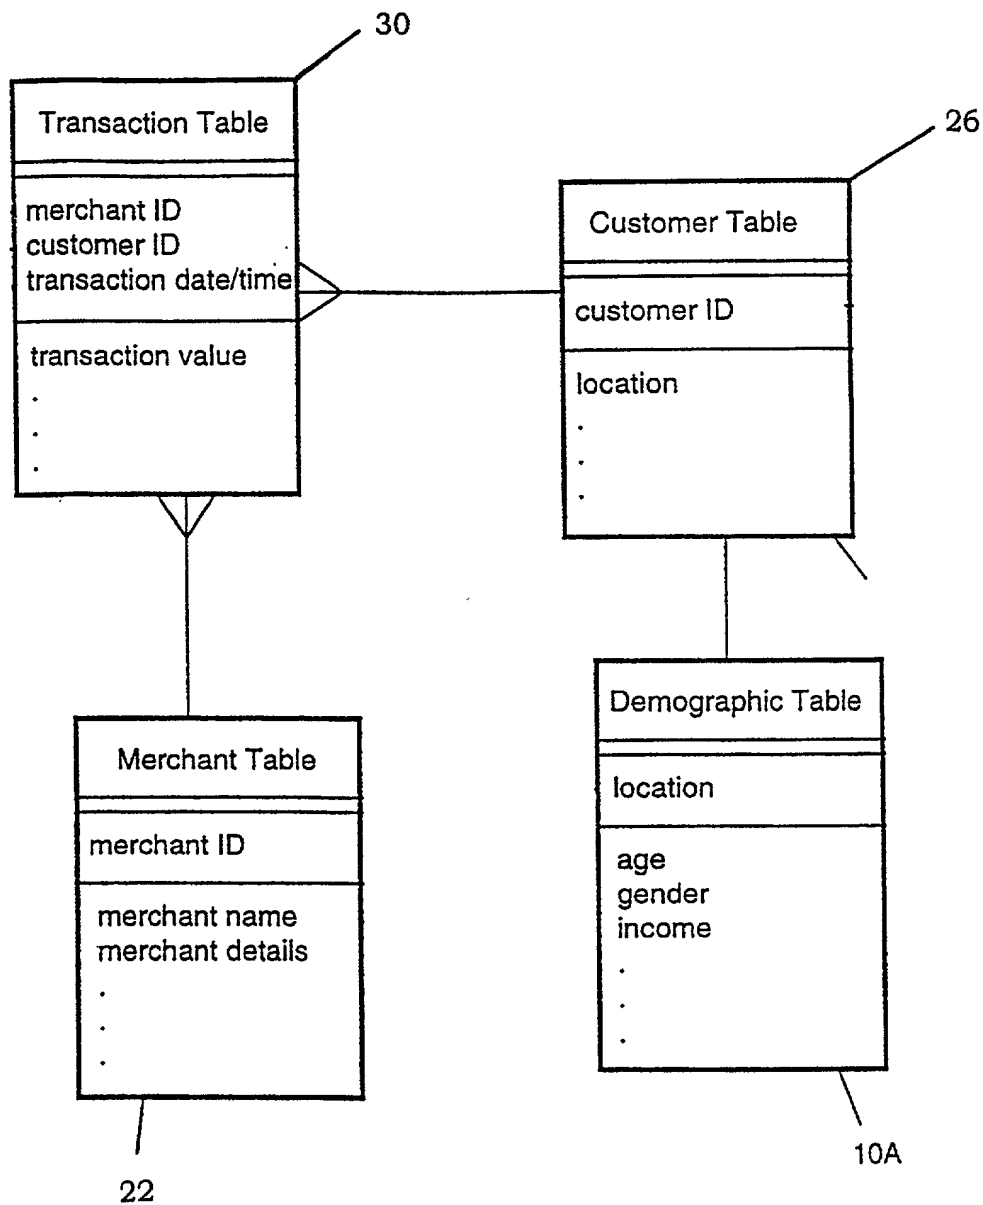 30
Transaction Table
merchant ID
customer ID
transaction date/time
transaction value
.
.
.
26
Customer Table
customer ID
location
.
.
.
Merchant Table
merchant ID
merchant name
merchant details
.
.
.
22
Demographic Table
location
age
gender
income
.
.
.
10A